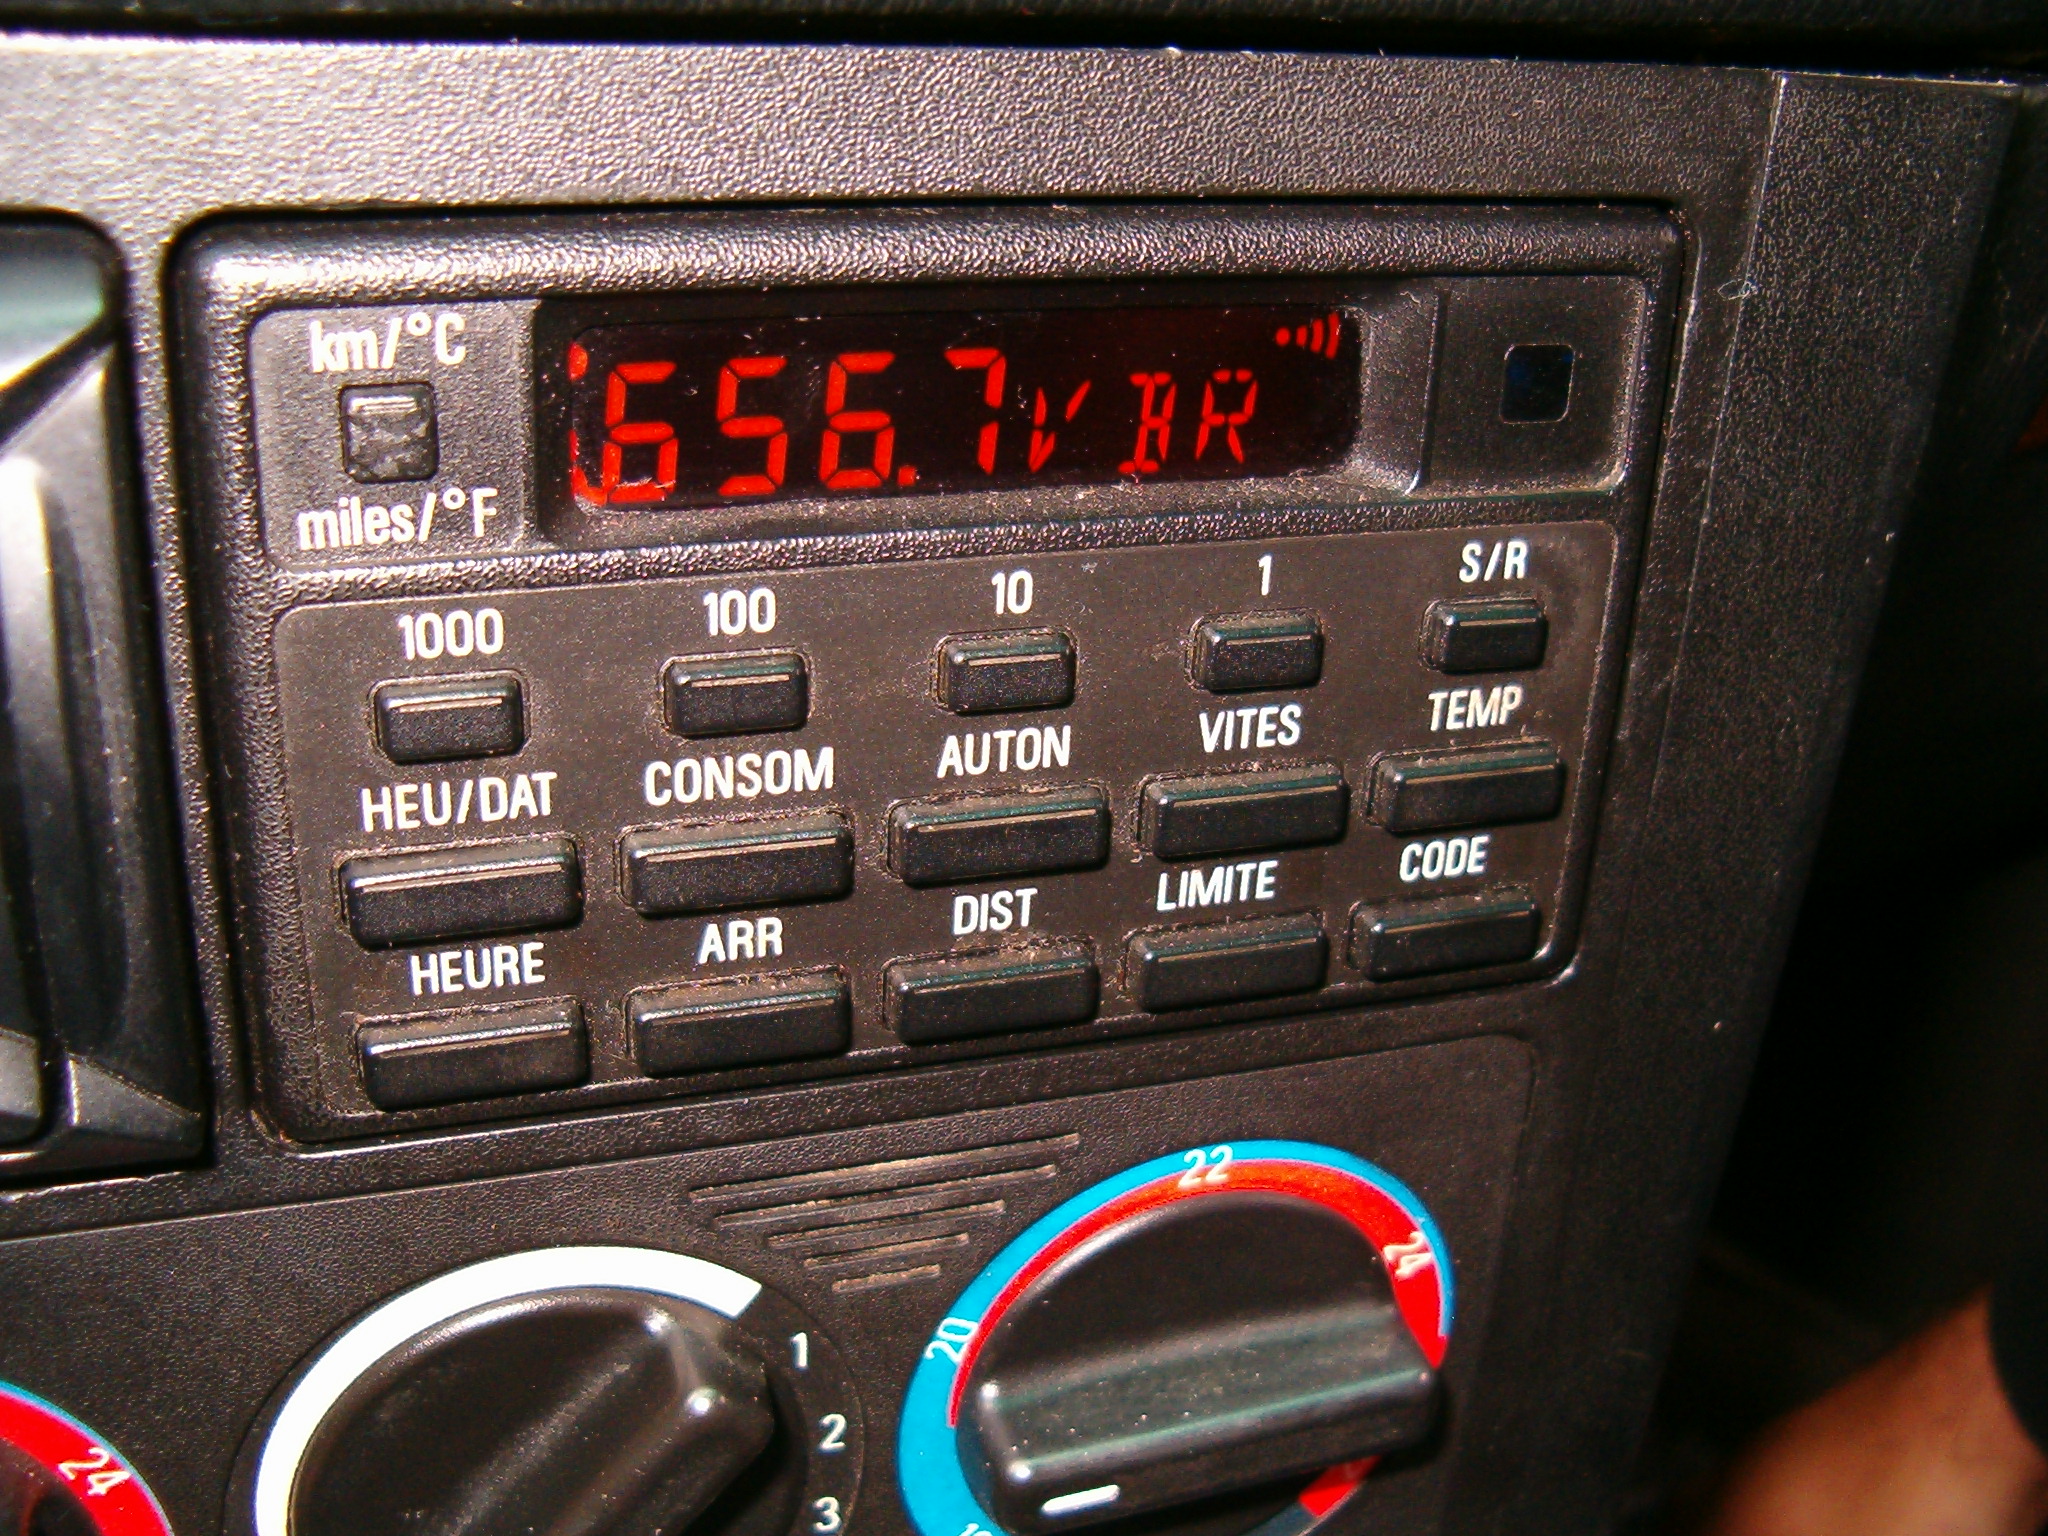 km/°C
656.7 V BR
miles/°F
1000 100 10 1 S/R
HEU/DAT CONSOM AUTON VITES TEMP
HEURE ARR DIST LIMITE CODE
22
24
20
1
2
3
24